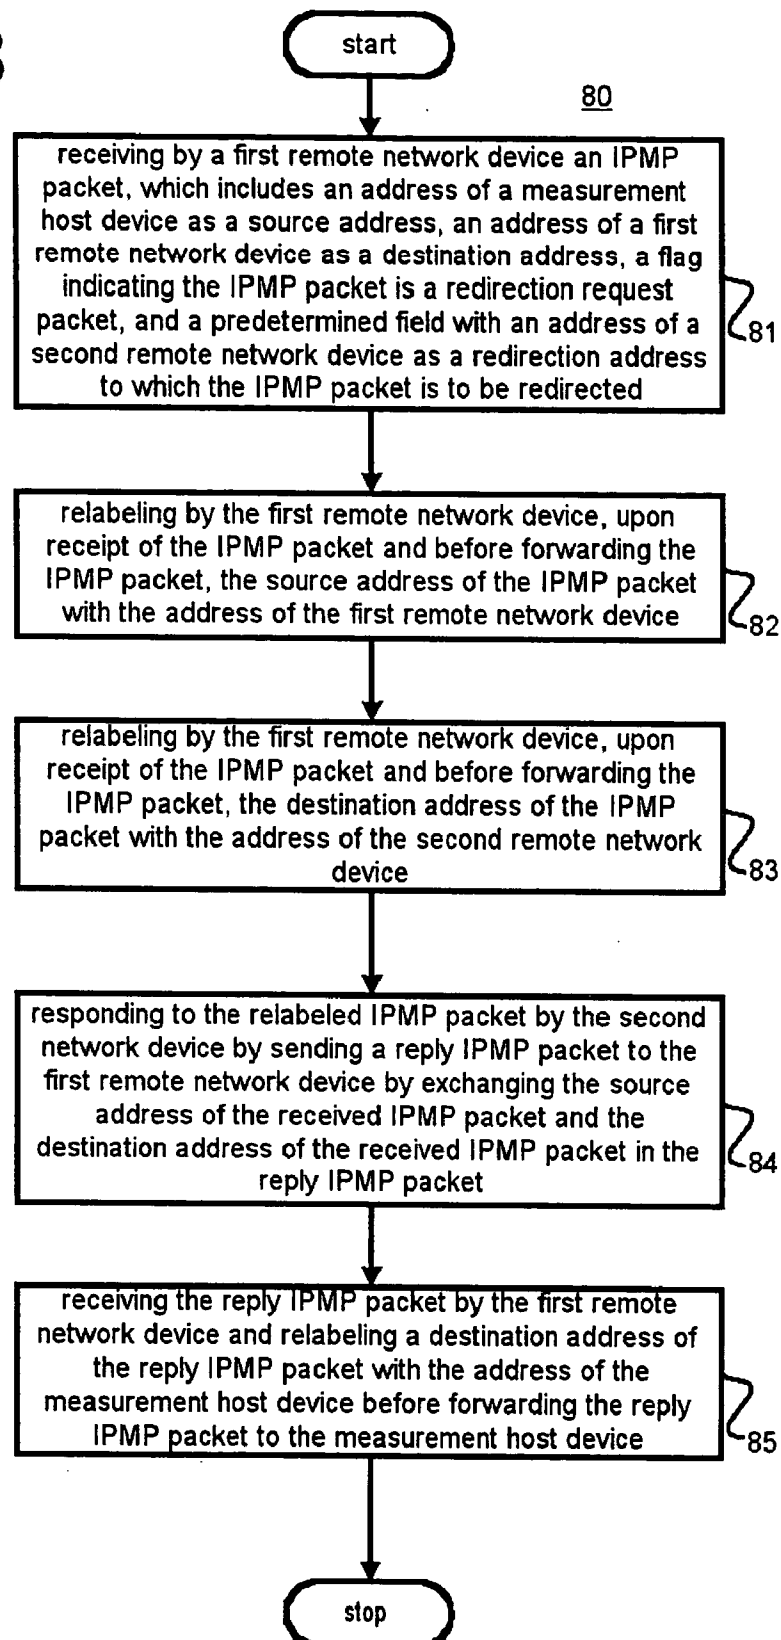 start
80
receiving by a first remote network device an IPMP
packet, which includes an address of a measurement
host device as a source address, an address of a first
remote network device as a destination address, a flag
indicating the IPMP packet is a redirection request
packet, and a predetermined field with an address of a
second remote network device as a redirection address
to which the IPMP packet is to be redirected
81
relabeling by the first remote network device, upon
receipt of the IPMP packet and before forwarding the
IPMP packet, the source address of the IPMP packet
with the address of the first remote network device
82
relabeling by the first remote network device, upon
receipt of the IPMP packet and before forwarding the
IPMP packet, the destination address of the IPMP
packet with the address of the second remote network
device
83
responding to the relabeled IPMP packet by the second
network device by sending a reply IPMP packet to the
first remote network device by exchanging the source
address of the received IPMP packet and the
destination address of the received IPMP packet in the
reply IPMP packet
84
receiving the reply IPMP packet by the first remote
network device and relabeling a destination address of
the reply IPMP packet with the address of the
measurement host device before forwarding the reply
IPMP packet to the measurement host device
85
stop